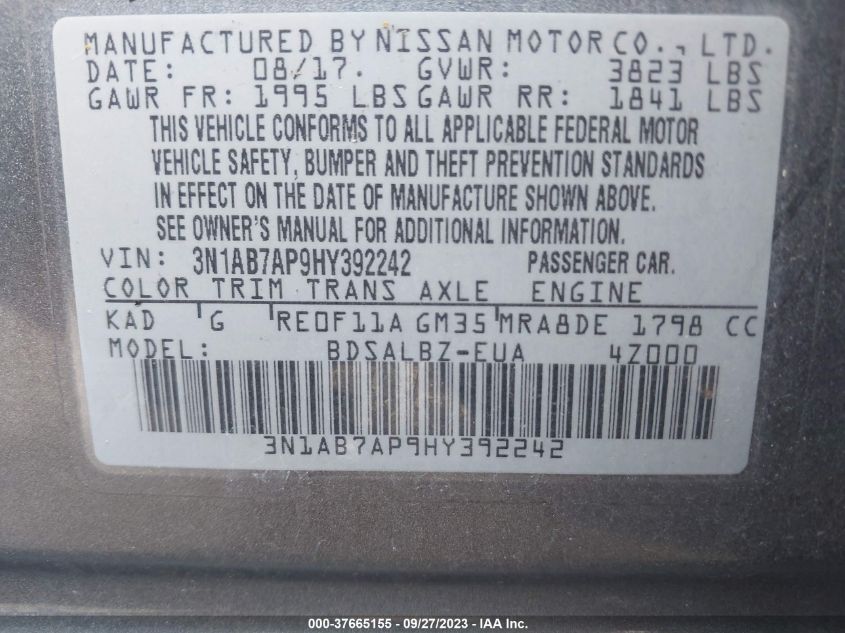 MANUFACTURED BY NISSAN MOTOR CO., LTD.
DATE: 08/17. GVWR: 3823 LBS
GAWR FR: 1995 LBS GAWR RR: 1841 LBS
THIS VEHICLE CONFORMS TO ALL APPLICABLE FEDERAL MOTOR
VEHICLE SAFETY, BUMPER AND THEFT PREVENTION STANDARDS
IN EFFECT ON THE DATE OF MANUFACTURE SHOWN ABOVE.
SEE OWNER'S MANUAL FOR ADDITIONAL INFORMATION.
VIN: 3N1AB7AP9HY392242 PASSENGER CAR.
COLOR TRIM TRANS AXLE ENGINE
KAD G RE0F11A GM35 MRA8DE 1798 CC
MODEL: BDSALBZ-EUA 4Z000
3N1AB7AP9HY392242
000-37665155 - 09/27/2023 - IAA Inc.